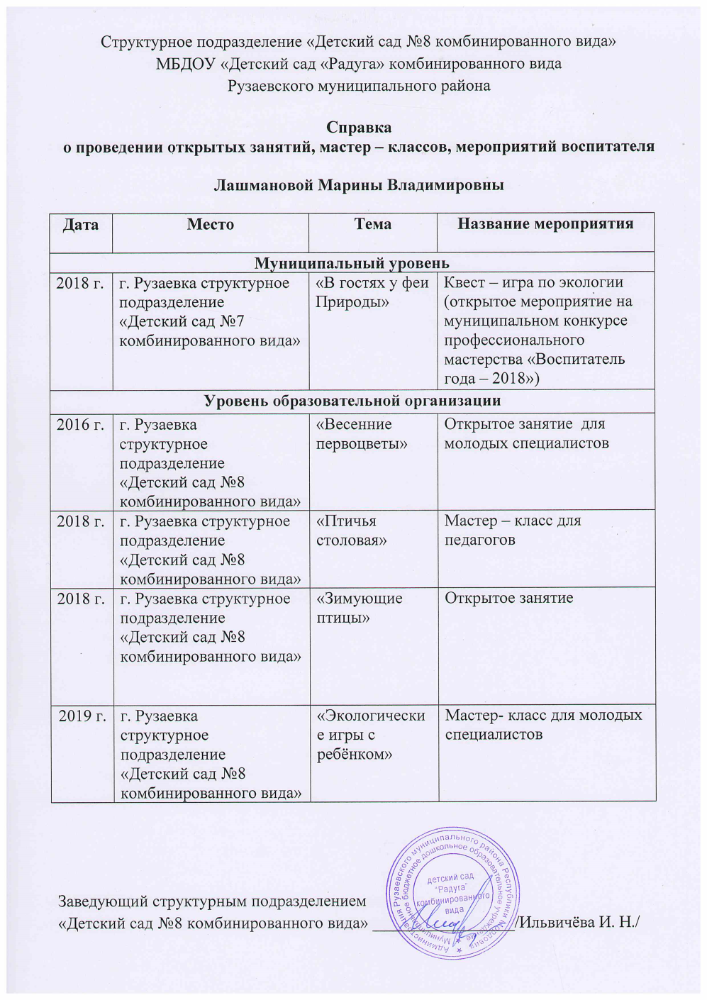 Структурное подразделение «Детский сад №8 комбинированного вида»
МБДОУ «Детский сад «Радуга» комбинированного вида
Рузаевского муниципального района
Справка
о проведении открытых занятий, мастер – классов, мероприятий воспитателя
Лашмановой Марины Владимировны
Дата Место Тема Название мероприятия
Муниципальный уровень
2018 г. г. Рузаевка структурное «В гостях у феи Квест – игра по экологии
подразделение Природы» (открытое мероприятие на
«Детский сад №7 муниципальном конкурсе
комбинированного вида» профессионального
мастерства «Воспитатель
года – 2018»)
Уровень образовательной организации
2016 г. г. Рузаевка «Весенние Открытое занятие для
структурное первоцветы» молодых специалистов
подразделение
«Детский сад №8
комбинированного вида»
2018 г. г. Рузаевка структурное «Птичья Мастер – класс для
подразделение столовая» педагогов
«Детский сад №8
комбинированного вида»
2018 г. г. Рузаевка структурное «Зимующие Открытое занятие
подразделение птицы»
«Детский сад №8
комбинированного вида»
2019 г. г. Рузаевка «Экологически Мастер- класс для молодых
структурное е игры с специалистов
подразделение ребёнком»
«Детский сад №8
комбинированного вида»
Администрация Рузаевского муниципального района Республики Мордовия
Муниципальное бюджетное дошкольное образовательное учреждение
детский сад
"Радуга"
комбинированного
вида
Заведующий структурным подразделением
«Детский сад №8 комбинированного вида» /Ильвичёва И. Н./